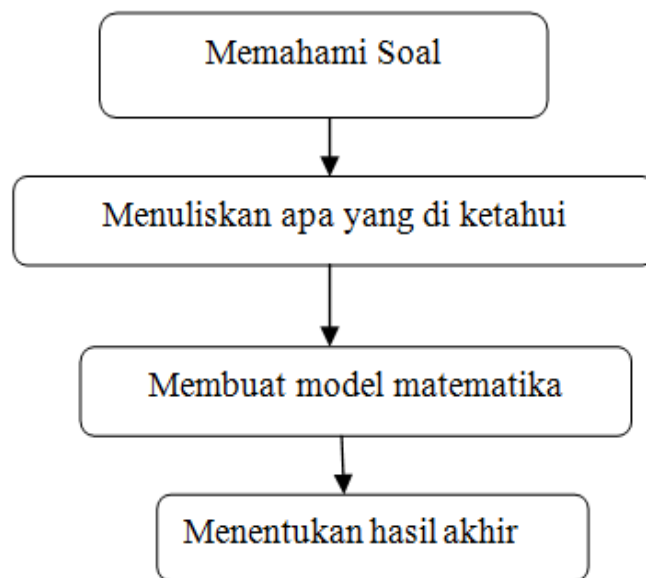 Memahami Soal
Menuliskan apa yang di ketahui
Membuat model matematika
Menentukan hasil akhir